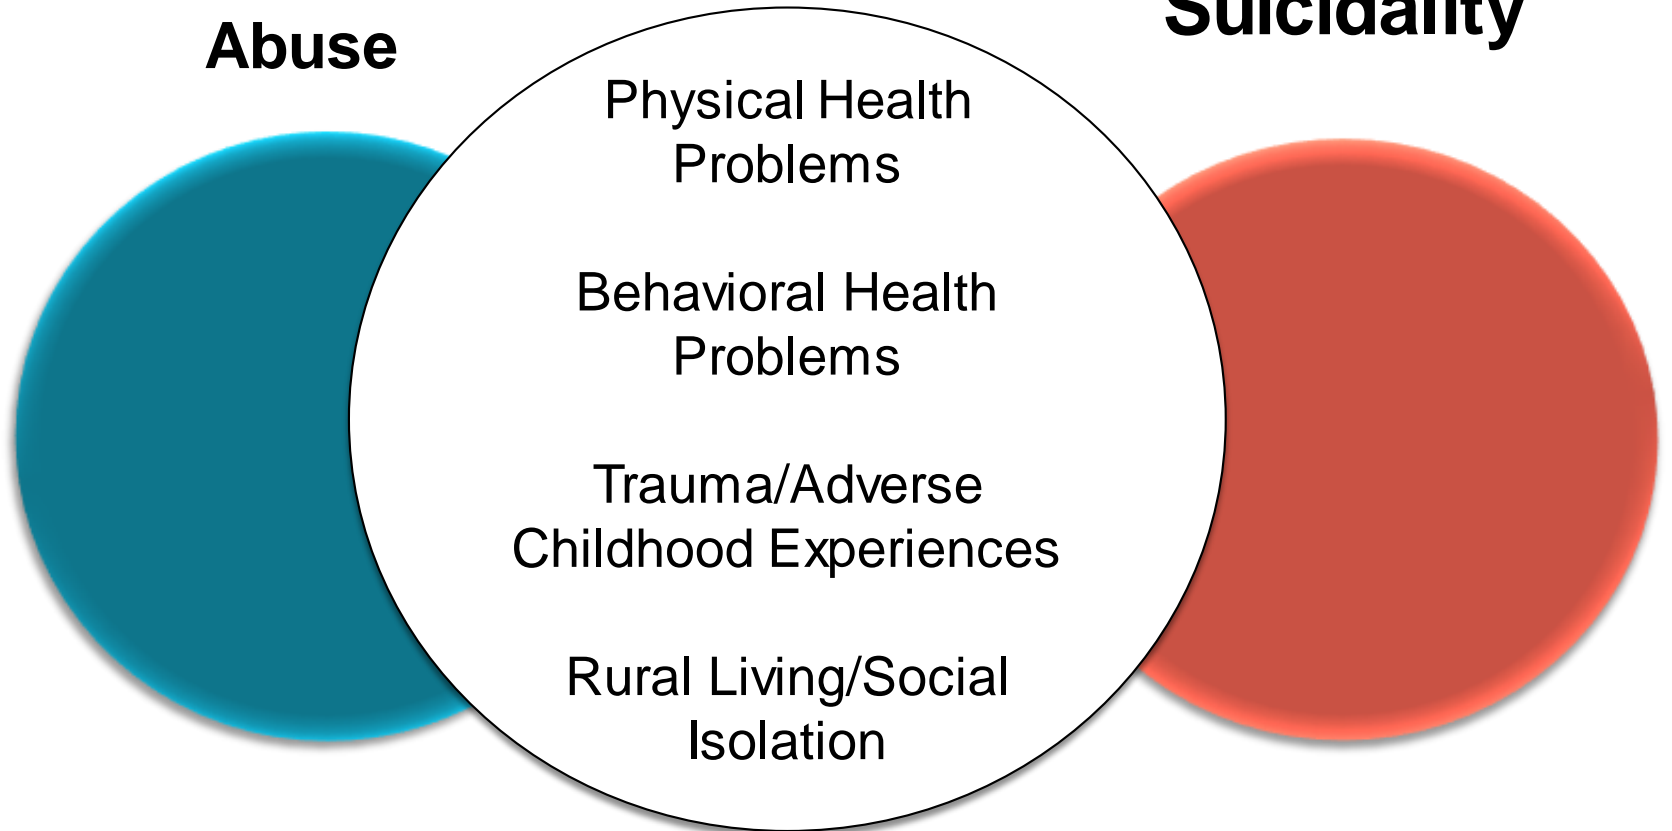 Abuse
Suicidality
Physical Health
Problems
Behavioral Health
Problems
Trauma/Adverse
Childhood Experiences
Rural Living/Social
Isolation